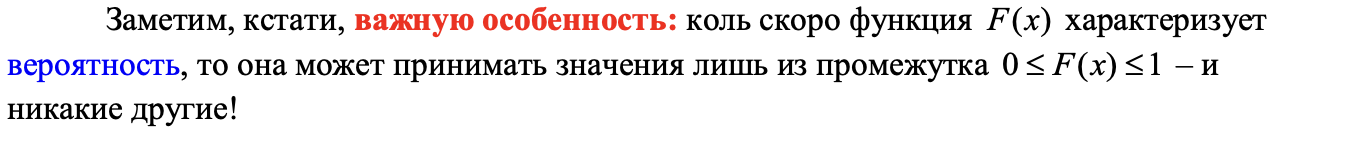 Заметим, кстати, важную особенность: коль скоро функция F(x) характеризует
вероятность, то она может принимать значения лишь из промежутка 0 ≤ F(x) ≤ 1 – и
никакие другие!